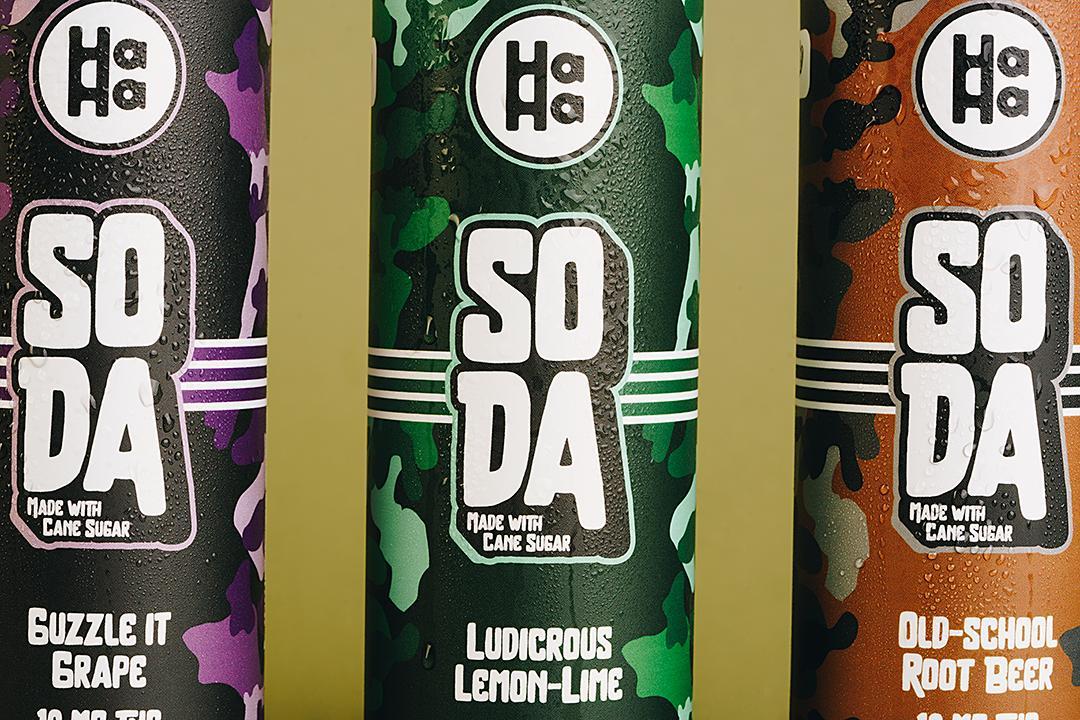 Ha
Ha
SO
DA
Made with
Cane Sugar
Guzzle it
Grape
Ha
Ha
SO
DA
Made with
Cane Sugar
Ludicrous
Lemon-Lime
Ha
Ha
SO
DA
Made with
Cane Sugar
Old-school
Root Beer